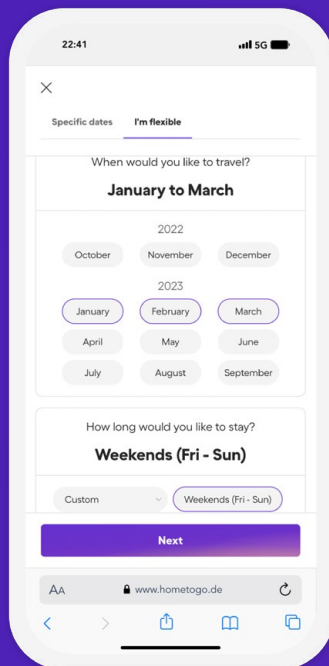 22:41
5G
Specific dates I'm flexible
When would you like to travel?
January to March
2022
October November December
2023
January February March
April May June
July August September
How long would you like to stay?
Weekends (Fri - Sun)
Custom Weekends (Fri - Sun)
Next
AA www.hometogo.de